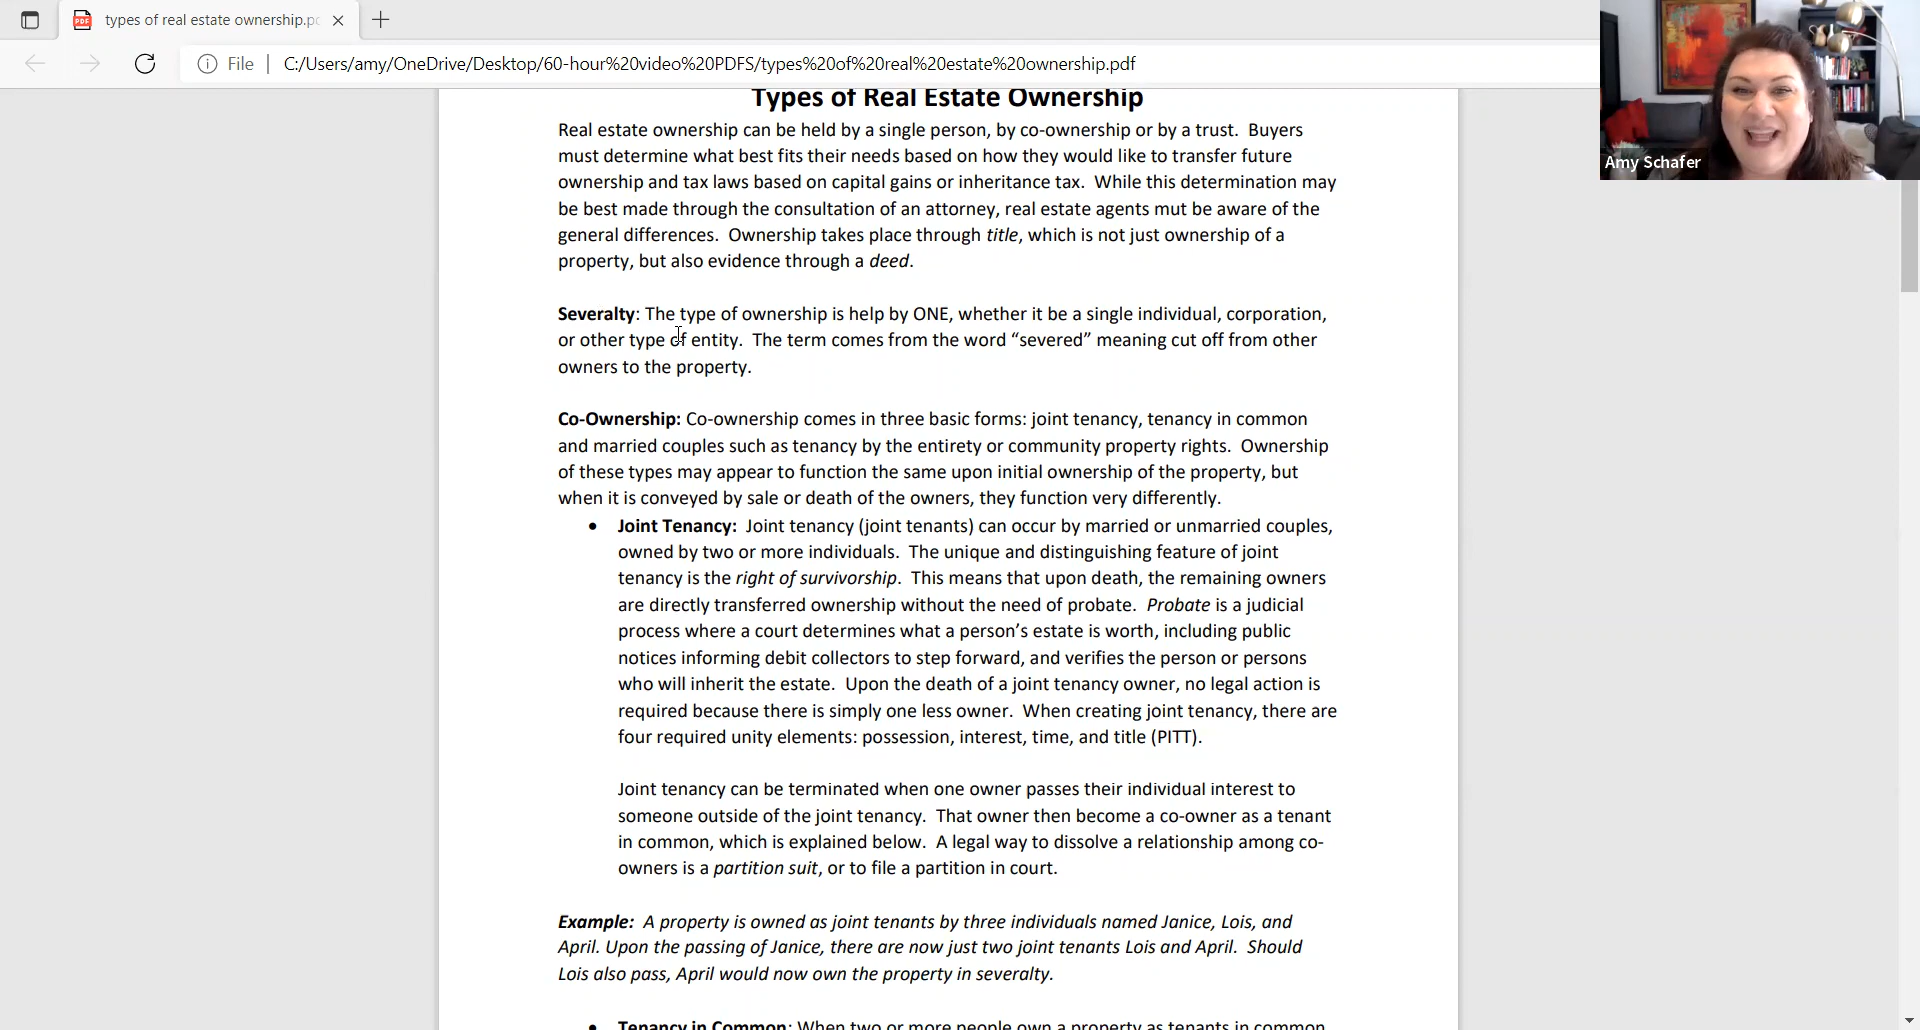 types of real estate ownership.p
File
C:/Users/amy/OneDrive/Desktop/60-hour%20video%20PDFS/types%20of%20real%20estate%20ownership.pdf
Amy Schafer
Types of Real Estate Ownership
Real estate ownership can be held by a single person, by co-ownership or by a trust. Buyers
must determine what best fits their needs based on how they would like to transfer future
ownership and tax laws based on capital gains or inheritance tax. While this determination may
be best made through the consultation of an attorney, real estate agents mut be aware of the
general differences. Ownership takes place through title, which is not just ownership of a
property, but also evidence through a deed.
Severalty: The type of ownership is help by ONE, whether it be a single individual, corporation,
or other type of entity. The term comes from the word “severed” meaning cut off from other
owners to the property.
Co-Ownership: Co-ownership comes in three basic forms: joint tenancy, tenancy in common
and married couples such as tenancy by the entirety or community property rights. Ownership
of these types may appear to function the same upon initial ownership of the property, but
when it is conveyed by sale or death of the owners, they function very differently.
• Joint Tenancy: Joint tenancy (joint tenants) can occur by married or unmarried couples,
owned by two or more individuals. The unique and distinguishing feature of joint
tenancy is the right of survivorship. This means that upon death, the remaining owners
are directly transferred ownership without the need of probate. Probate is a judicial
process where a court determines what a person’s estate is worth, including public
notices informing debit collectors to step forward, and verifies the person or persons
who will inherit the estate. Upon the death of a joint tenancy owner, no legal action is
required because there is simply one less owner. When creating joint tenancy, there are
four required unity elements: possession, interest, time, and title (PITT).
Joint tenancy can be terminated when one owner passes their individual interest to
someone outside of the joint tenancy. That owner then become a co-owner as a tenant
in common, which is explained below. A legal way to dissolve a relationship among co-
owners is a partition suit, or to file a partition in court.
Example: A property is owned as joint tenants by three individuals named Janice, Lois, and
April. Upon the passing of Janice, there are now just two joint tenants Lois and April. Should
Lois also pass, April would now own the property in severalty.
• Tenancy in Common: When two or more people own a property as tenants in common,